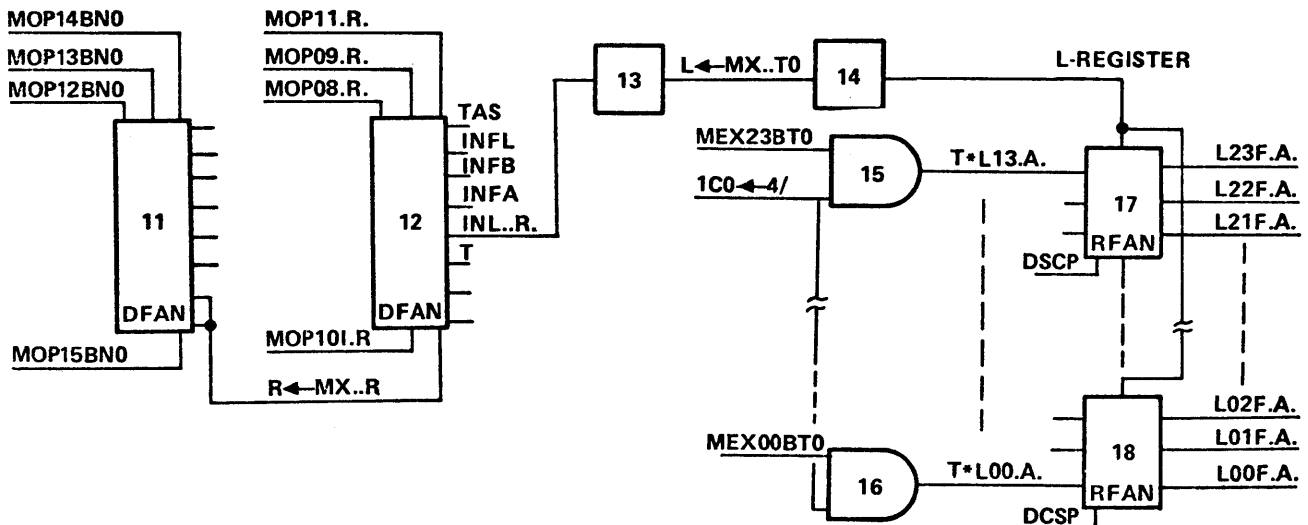 MOP14BN0
MOP13BN0
MOP12BN0
11
DFAN
MOP15BN0
R←MX..R
MOP11.R.
MOP09.R.
MOP08.R.
12
DFAN
TAS
INFL
INFB
INFA
INL..R.
T
MOP10I.R
13
L←MX..T0
14
L-REGISTER
MEX23BT0
1C0←4/
15
T*L13.A.
17
RFAN
DSCP
L23F.A.
L22F.A.
L21F.A.
MEX00BT0
16
T*L00.A.
18
RFAN
DCSP
L02F.A.
L01F.A.
L00F.A.